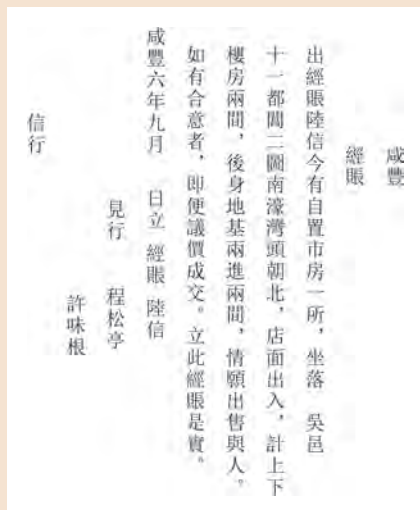 咸豐
經賬
出經賬陸信今有自置市房一所，坐落　吳邑
十一都闆二圖南濠灣頭朝北，店面出入，計上下
樓房兩間，後身地基兩進兩間，情願出售與人。
如有合意者，即便議價成交。立此經賬是實。
咸豐六年九月　日立　經賬　陸信
見行　程松亭
許味根
信行